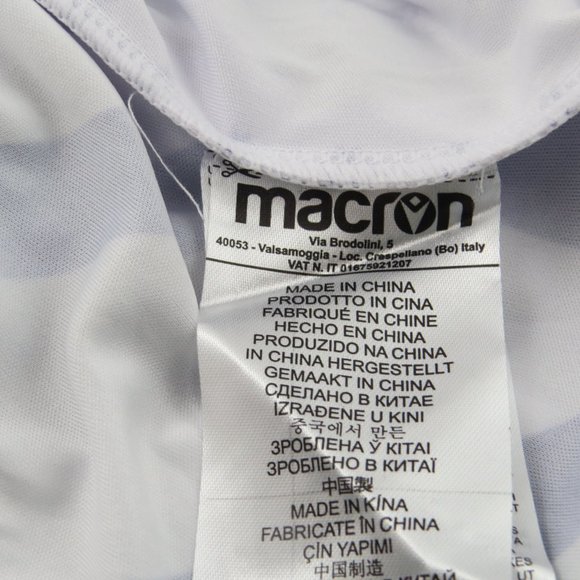 macron
Via Brodolini, 5
40053 - Valsamoggia - Loc. Crespellano (Bo) Italy
VAT N. IT 01675921207
MADE IN CHINA
PRODOTTO IN CINA
FABRIQUÉ EN CHINE
HECHO EN CHINA
PRODUZIDO NA CHINA
IN CHINA HERGESTELLT
GEMAAKT IN CHINA
СДЕЛАНО В КИТАЕ
IZRAĐENE U KINI
중국에서 만든
ЗРОБЛЕНА Ў КІТАІ
ЗРОБЛЕНО В КИТАЇ
中国製
MADE IN KÍNA
FABRICATE ÎN CHINA
ÇİN YAPIMI
中国制造